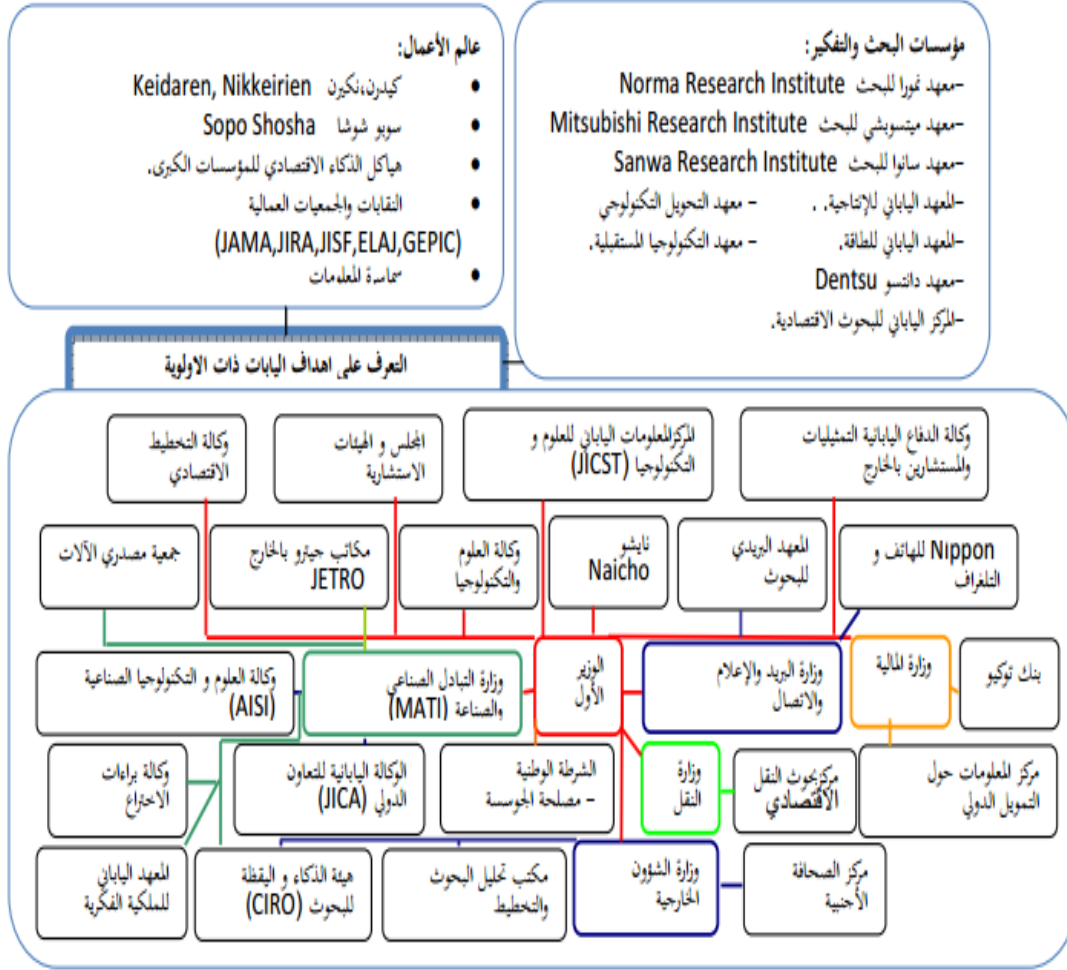 مؤسسات البحث والتفكير:
-معهد نمورا للبحث Norma Research Institute
-معهد ميتسوبشي للبحث Mitsubishi Research Institute
-معهد سانوا للبحث Sanwa Research Institute
-المعهد الياباني للإنتاجية. . - معهد التحويل التكنولوجي
-المعهد الياباني للطاقة. - معهد التكنولوجيا المستقبلية.
-معهد دانتسو Dentsu
-المركز الياباني للبحوث الاقتصادية.
عالم الأعمال:
• كيدرن،نكيرن Keidaren, Nikkeirien
• سوبو شوشا Sopo Shosha
• هياكل الذكاء الاقتصادي للمؤسسات الكبرى.
• النقابات والجمعيات العمالية
(JAMA,JIRA,JISF,ELAJ,GEPIC)
• سماسرة المعلومات
التعرف على اهداف اليابات ذات الاولوية
وكالة الدفاع اليابانية التمثيليات
والمستشارين بالخارج
المركزالمعلومات الياباني للعلوم و
التكنولوجيا (JICST)
المجلس و الهيئات
الاستشارية
وكالة التخطيط
الاقتصادي
Nippon للهاتف و
التلغراف
المعهد البريدي
للبحوث
نايشو
Naicho
وكالة العلوم
والتكنولوجيا
مكاتب جيترو بالخارج
JETRO
جمعية مصدري الآلات
بنك توكيو
وزارة المالية
وزارة البريد والإعلام
والاتصال
الوزير
الأول
وزارة التبادل الصناعي
والصناعة (MATI)
وكالة العلوم و التكنولوجيا الصناعية
(AISI)
مركز المعلومات حول
التمويل الدولي
مركزبحوث النقل
الاقتصادي
وزارة
النقل
الشرطة الوطنية
- مصلحة الجوسسة
الوكالة اليابانية للتعاون
الدولي (JICA)
وكالة براءات
الاختراع
مركز الصحافة
الأجنبية
وزارة الشؤون
الخارجية
مكتب تحليل البحوث
والتخطيط
هيئة الذكاء و اليقظة
للبحوث (CIRO)
المعهد الياباني
للملكية الفكرية